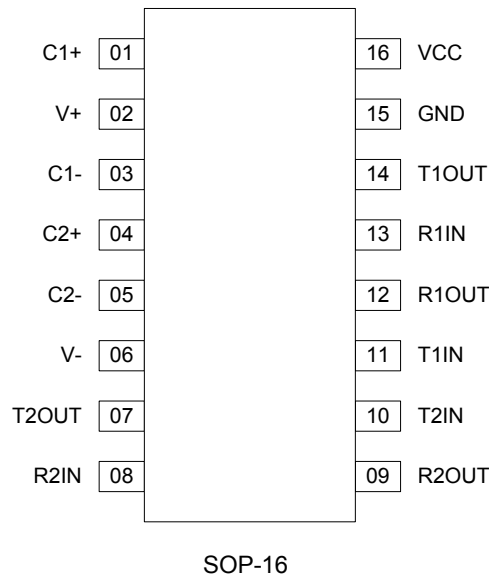 C1+ 01 16 VCC
V+ 02 15 GND
C1- 03 14 T1OUT
C2+ 04 13 R1IN
C2- 05 12 R1OUT
V- 06 11 T1IN
T2OUT 07 10 T2IN
R2IN 08 09 R2OUT
SOP-16